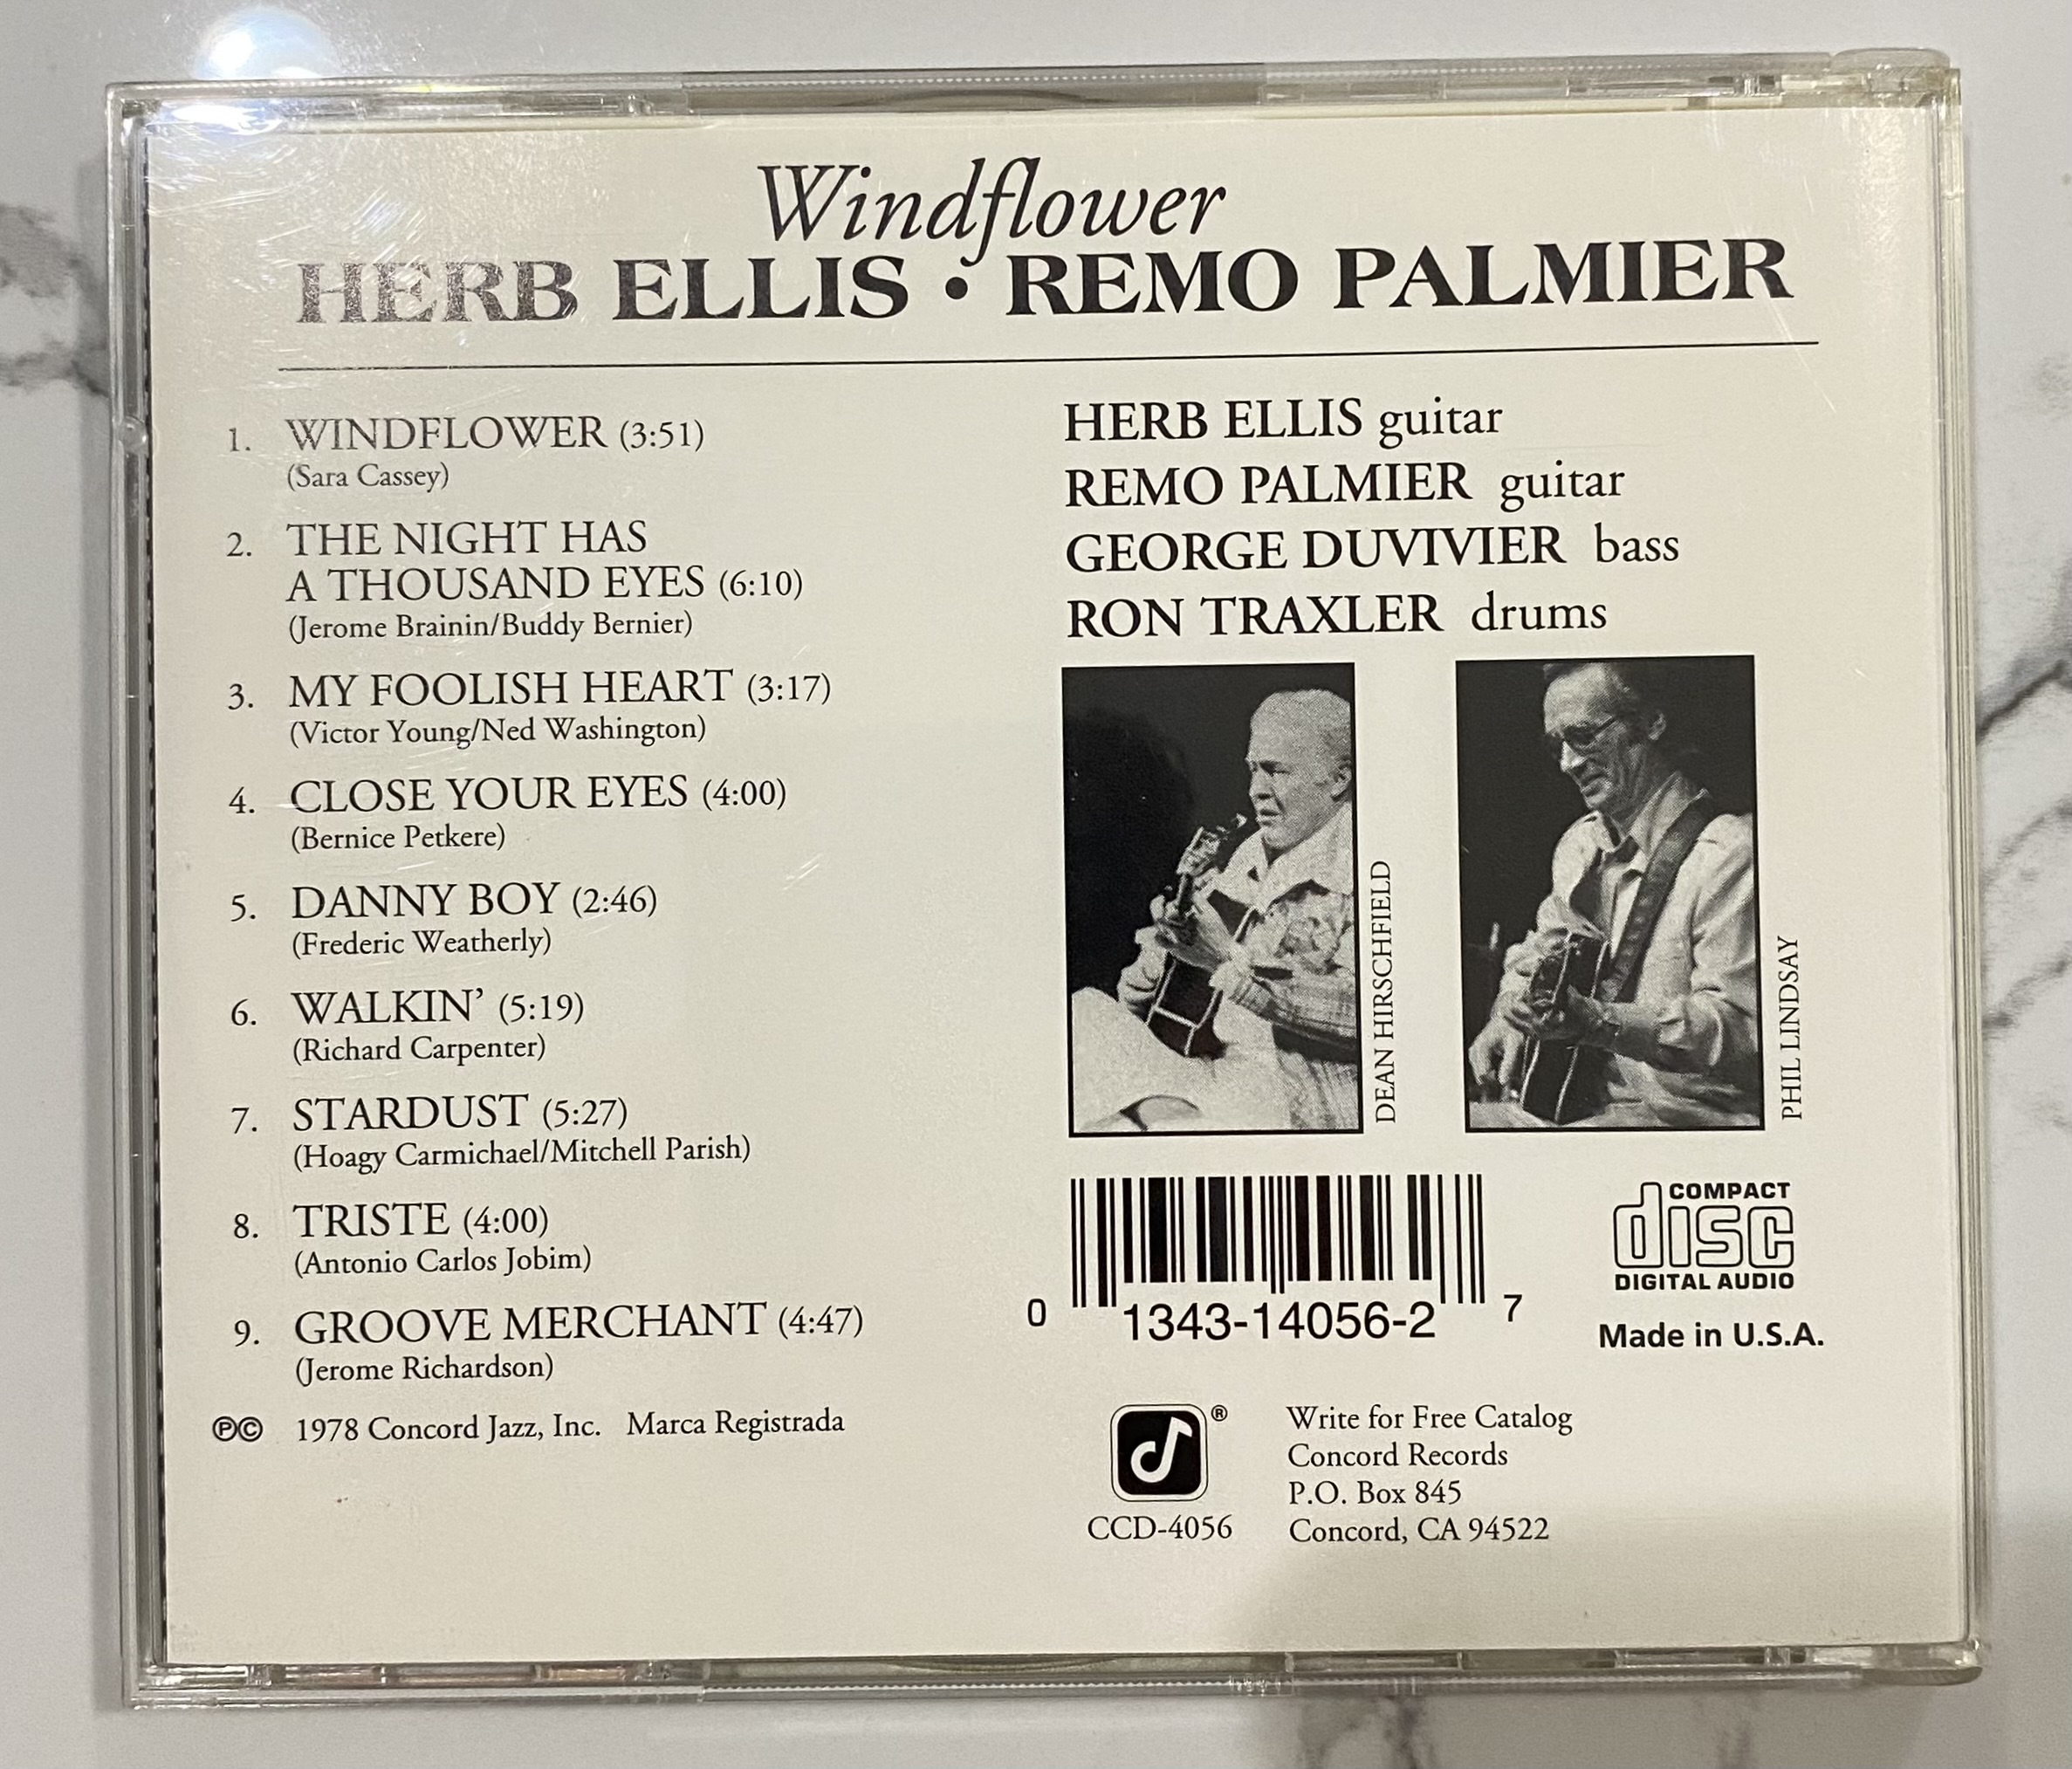 Windflower
HERB ELLIS • REMO PALMIER
1. WINDFLOWER (3:51)
(Sara Cassey)
2. THE NIGHT HAS
A THOUSAND EYES (6:10)
(Jerome Brainin/Buddy Bernier)
3. MY FOOLISH HEART (3:17)
(Victor Young/Ned Washington)
4. CLOSE YOUR EYES (4:00)
(Bernice Petkere)
5. DANNY BOY (2:46)
(Frederic Weatherly)
6. WALKIN’ (5:19)
(Richard Carpenter)
7. STARDUST (5:27)
(Hoagy Carmichael/Mitchell Parish)
8. TRISTE (4:00)
(Antonio Carlos Jobim)
9. GROOVE MERCHANT (4:47)
(Jerome Richardson)
℗© 1978 Concord Jazz, Inc. Marca Registrada
HERB ELLIS guitar
REMO PALMIER guitar
GEORGE DUVIVIER bass
RON TRAXLER drums
DEAN HIRSCHFIELD
PHIL LINDSAY
0 1343-14056-2 7
COMPACT
disc
DIGITAL AUDIO
Made in U.S.A.
®
CCD-4056
Write for Free Catalog
Concord Records
P.O. Box 845
Concord, CA 94522